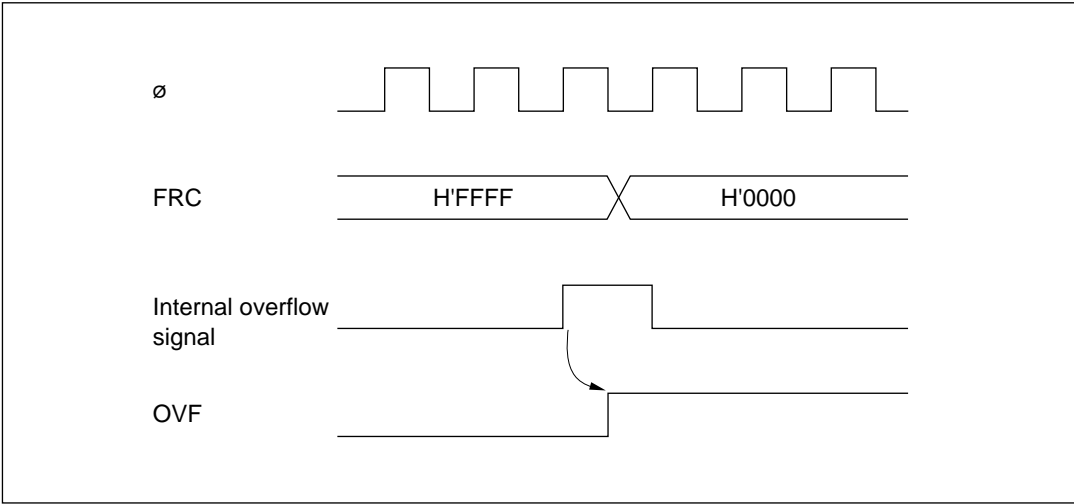 ø
FRC
H'FFFF
H'0000
Internal overflow
signal
OVF